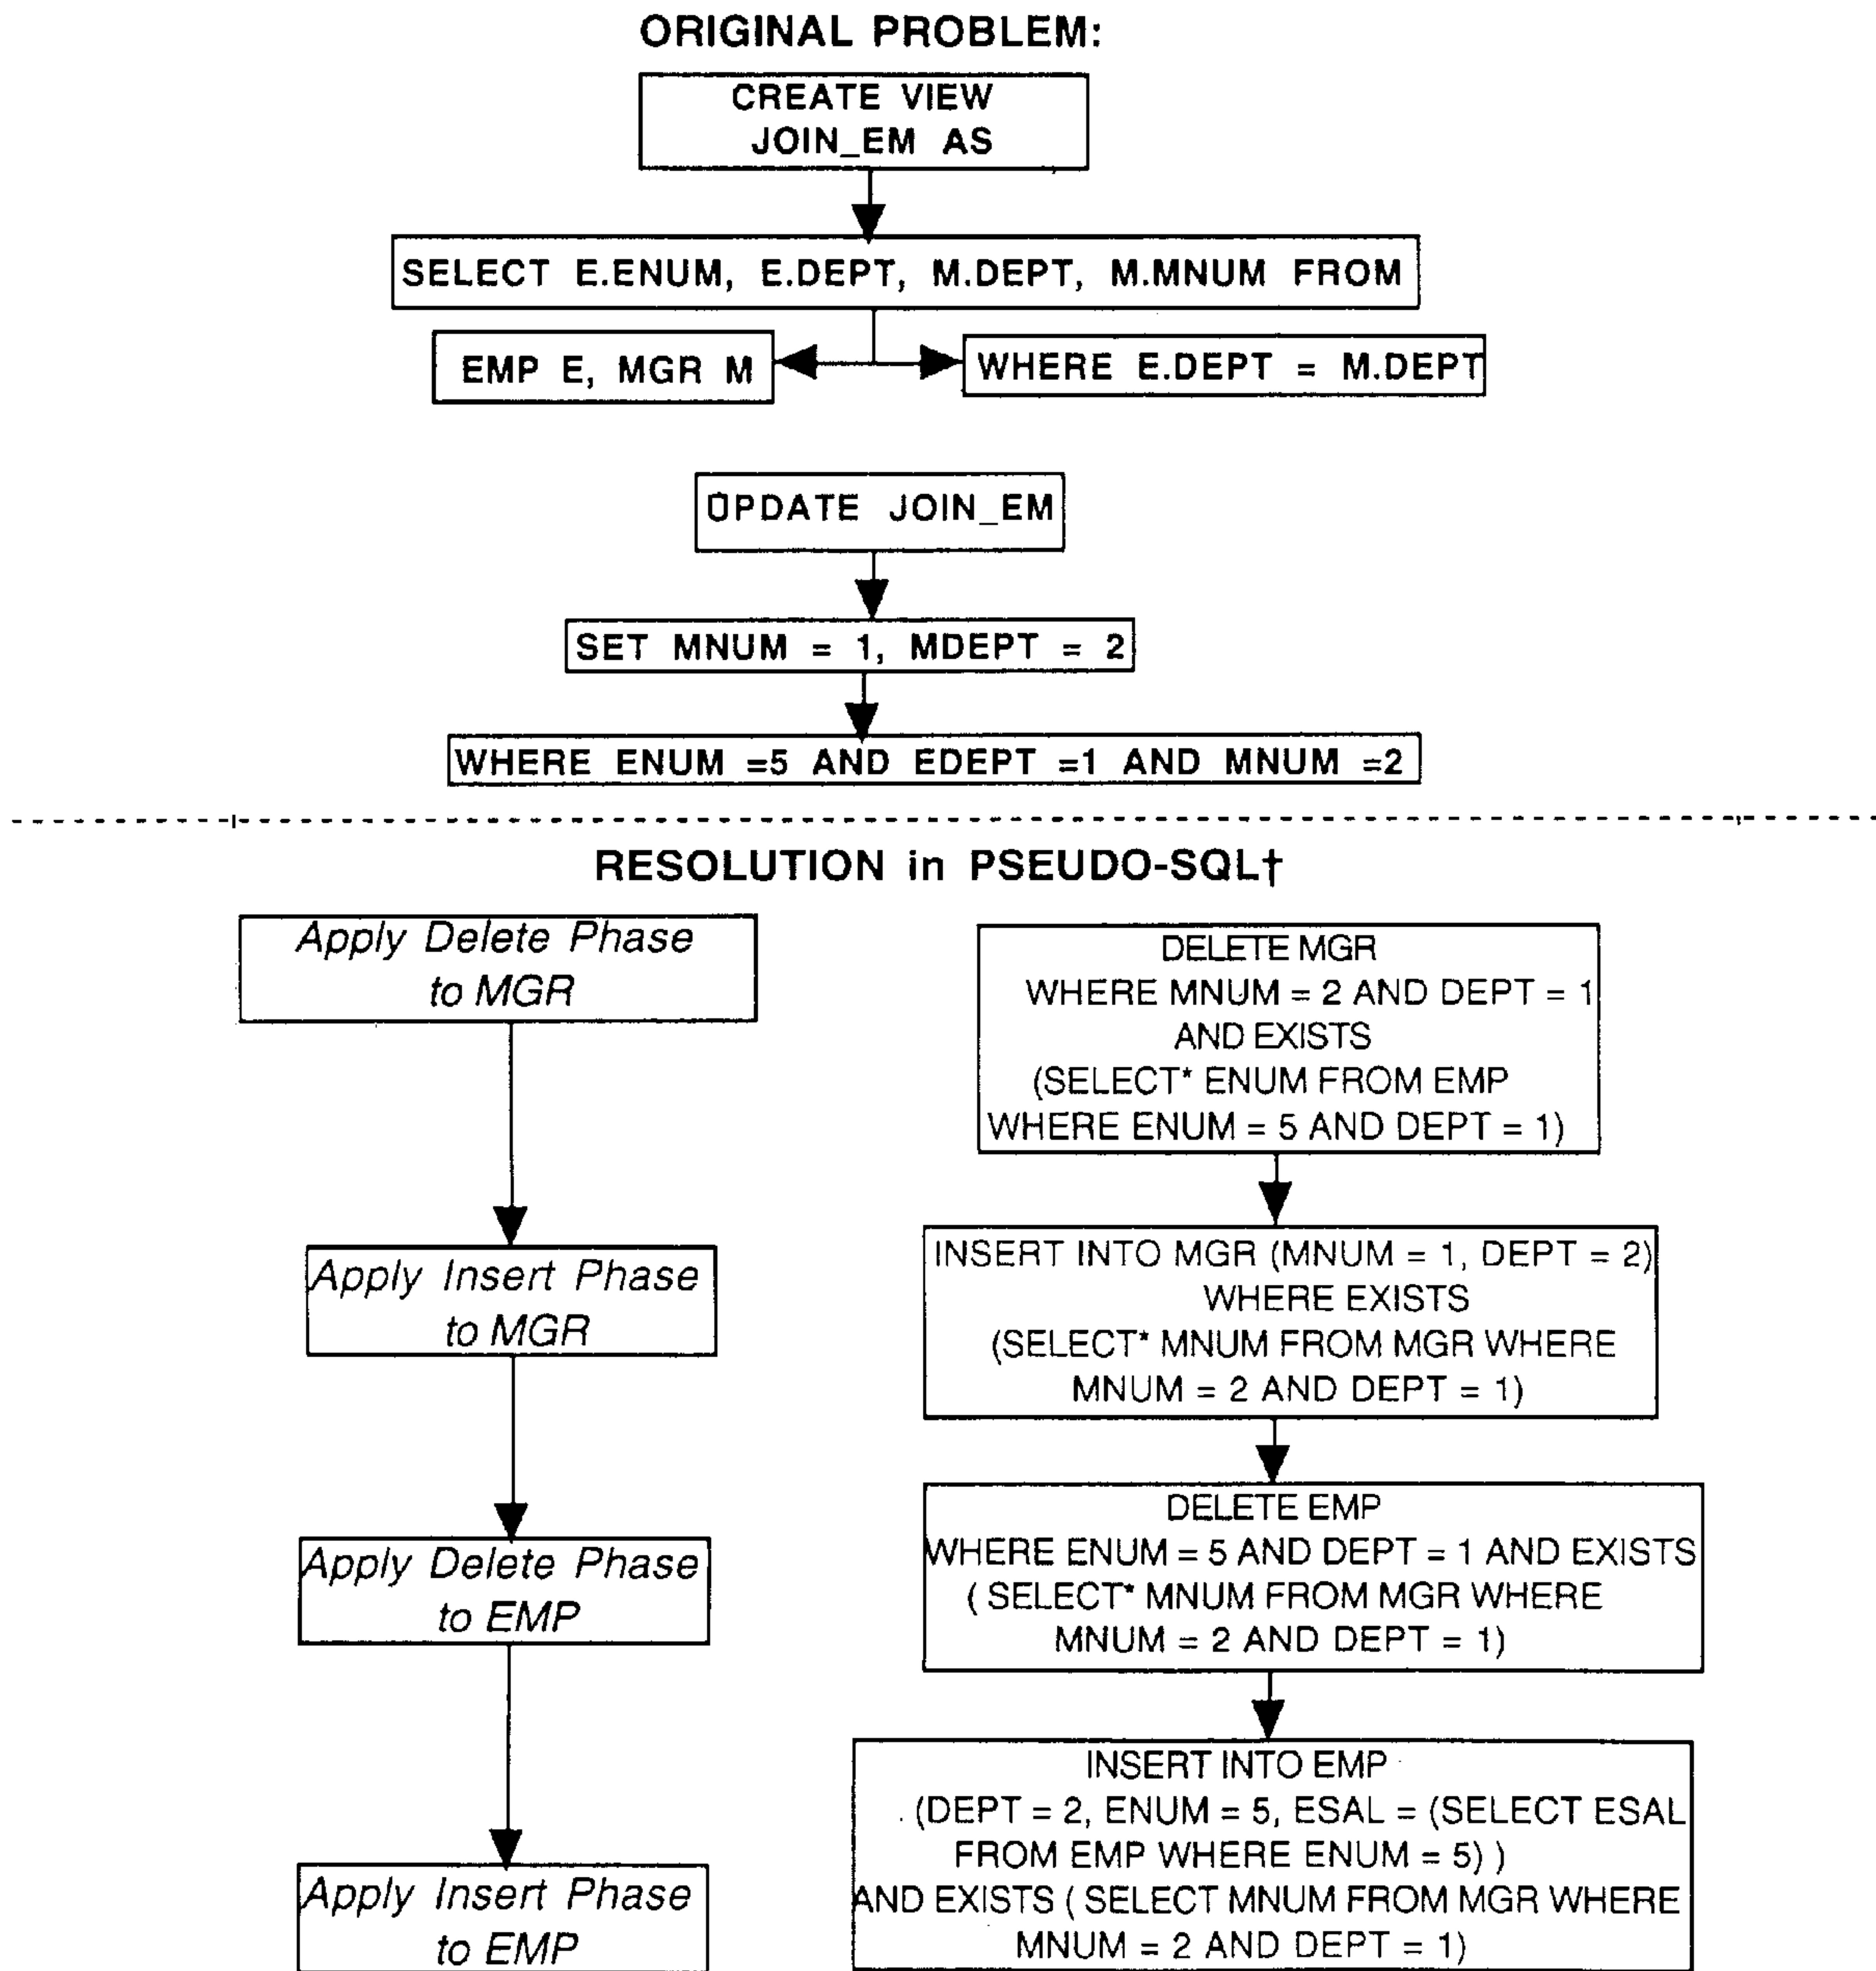 ORIGINAL PROBLEM:
CREATE VIEW
JOIN_EM AS
SELECT E.ENUM, E.DEPT, M.DEPT, M.MNUM FROM
EMP E, MGR M
WHERE E.DEPT = M.DEPT
UPDATE JOIN_EM
SET MNUM = 1, MDEPT = 2
WHERE ENUM =5 AND EDEPT =1 AND MNUM =2
RESOLUTION in PSEUDO-SQL†
Apply Delete Phase
to MGR
Apply Insert Phase
to MGR
Apply Delete Phase
to EMP
Apply Insert Phase
to EMP
DELETE MGR
WHERE MNUM = 2 AND DEPT = 1
AND EXISTS
(SELECT* ENUM FROM EMP
WHERE ENUM = 5 AND DEPT = 1)
INSERT INTO MGR (MNUM = 1, DEPT = 2)
WHERE EXISTS
(SELECT* MNUM FROM MGR WHERE
MNUM = 2 AND DEPT = 1)
DELETE EMP
WHERE ENUM = 5 AND DEPT = 1 AND EXISTS
( SELECT* MNUM FROM MGR WHERE
MNUM = 2 AND DEPT = 1)
INSERT INTO EMP
(DEPT = 2, ENUM = 5, ESAL = (SELECT ESAL
FROM EMP WHERE ENUM = 5) )
AND EXISTS ( SELECT MNUM FROM MGR WHERE
MNUM = 2 AND DEPT = 1)